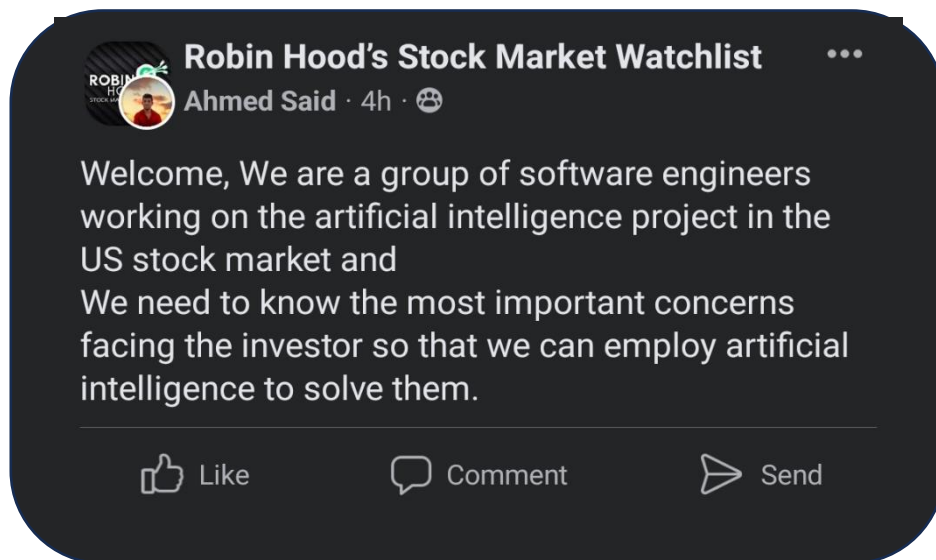 ROBIN
HO
Robin Hood's Stock Market Watchlist
Ahmed Said · 4h ·
Welcome, We are a group of software engineers
working on the artificial intelligence project in the
US stock market and
We need to know the most important concerns
facing the investor so that we can employ artificial
intelligence to solve them.
Like
Comment
Send